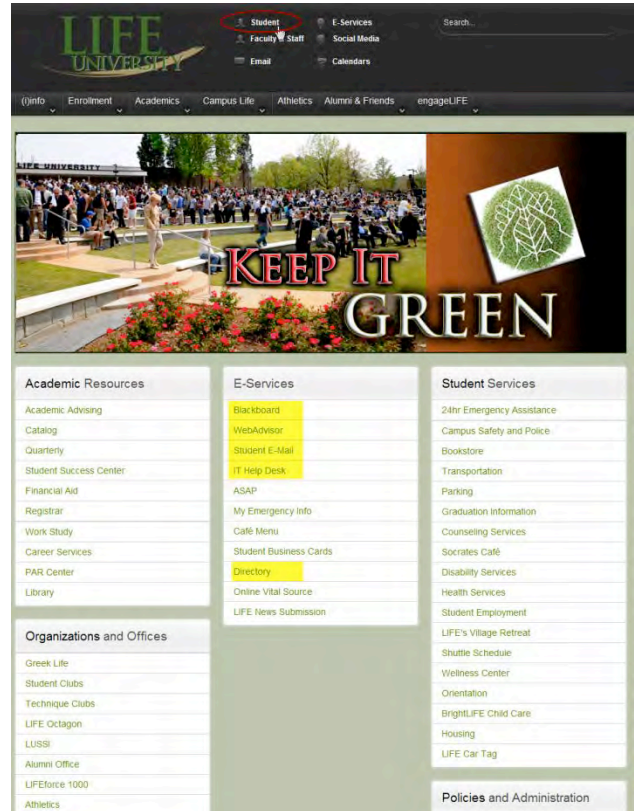 LIFE
UNIVERSITY
Student
Faculty Staff
Email
E-Services
Social Media
Calendars
Search...
(i)info
Enrollment
Academics
Campus Life
Athletics
Alumni & Friends
engageLIFE
LIFE UNIVERSITY
KEEP IT
GREEN
Academic Resources
Academic Advising
Catalog
Quarterly
Student Success Center
Financial Aid
Registrar
Work Study
Career Services
PAR Center
Library
Organizations and Offices
Greek Life
Student Clubs
Technique Clubs
LIFE Octagon
LUSSI
Alumni Office
LIFEforce 1000
Athletics
E-Services
Blackboard
WebAdvisor
Student E-Mail
IT Help Desk
ASAP
My Emergency Info
Café Menu
Student Business Cards
Directory
Online Vital Source
LIFE News Submission
Student Services
24hr Emergency Assistance
Campus Safety and Police
Bookstore
Transportation
Parking
Graduation Information
Counseling Services
Socrates Café
Disability Services
Health Services
Student Employment
LIFE's Village Retreat
Shuttle Schedule
Wellness Center
Orientation
BrightLIFE Child Care
Housing
LIFE Car Tag
Policies and Administration